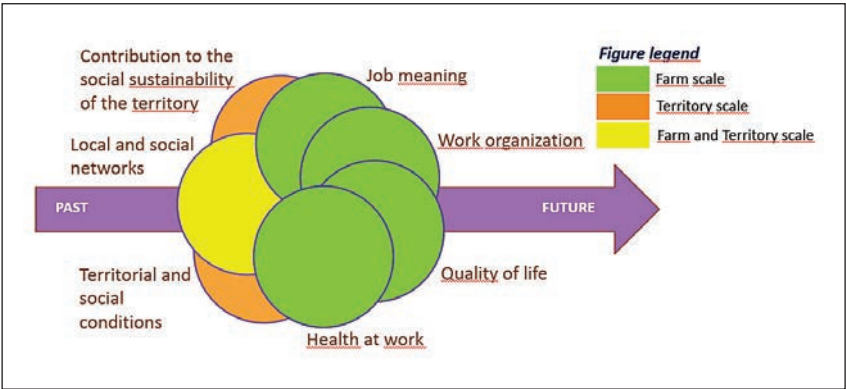 Contribution to the
social sustainability
of the territory
Job meaning
Figure legend
Farm scale
Territory scale
Farm and Territory scale
Local and social
networks
Work organization
PAST
FUTURE
Territorial and
social
conditions
Quality of life
Health at work